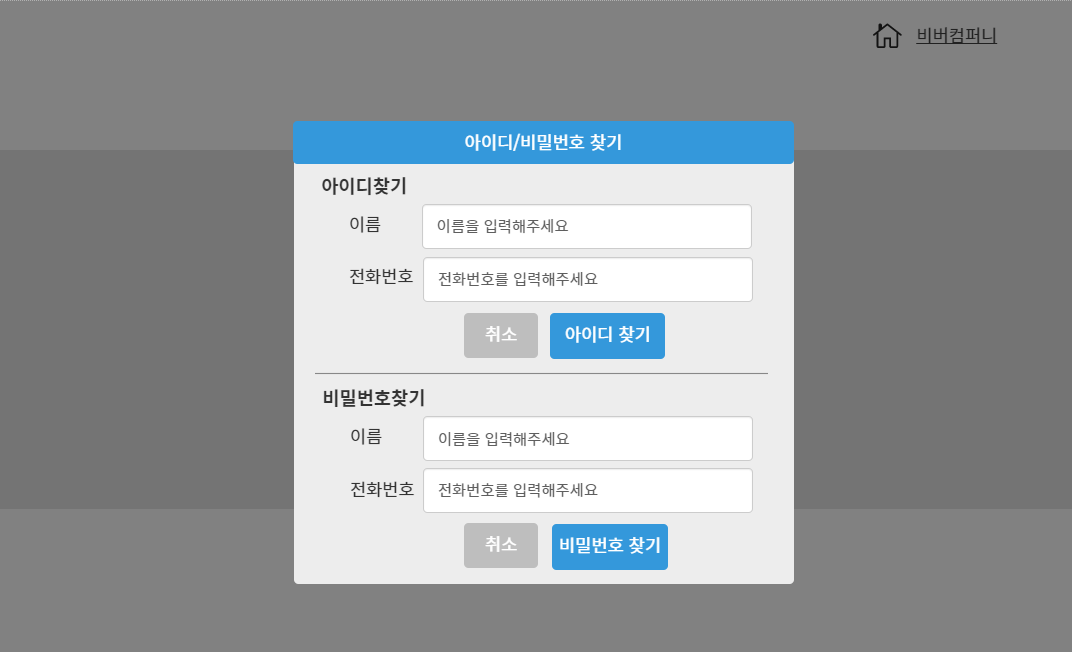 비버컴퍼니
아이디/비밀번호 찾기
아이디찾기
이름 이름을 입력해주세요
전화번호 전화번호를 입력해주세요
취소 아이디 찾기
비밀번호찾기
이름 이름을 입력해주세요
전화번호 전화번호를 입력해주세요
취소 비밀번호 찾기